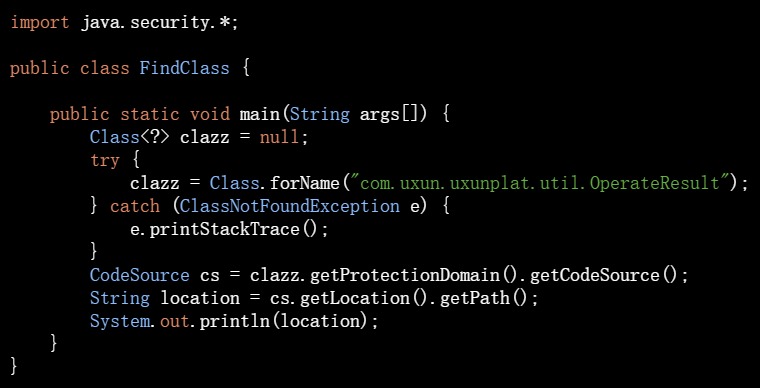 import java.security.*;
public class FindClass {
    public static void main(String args[]) {
        Class<?> clazz = null;
        try {
            clazz = Class.forName("com.uxun.uxunplat.util.OperateResult");
        } catch (ClassNotFoundException e) {
            e.printStackTrace();
        }
        CodeSource cs = clazz.getProtectionDomain().getCodeSource();
        String location = cs.getLocation().getPath();
        System.out.println(location);
    }
}